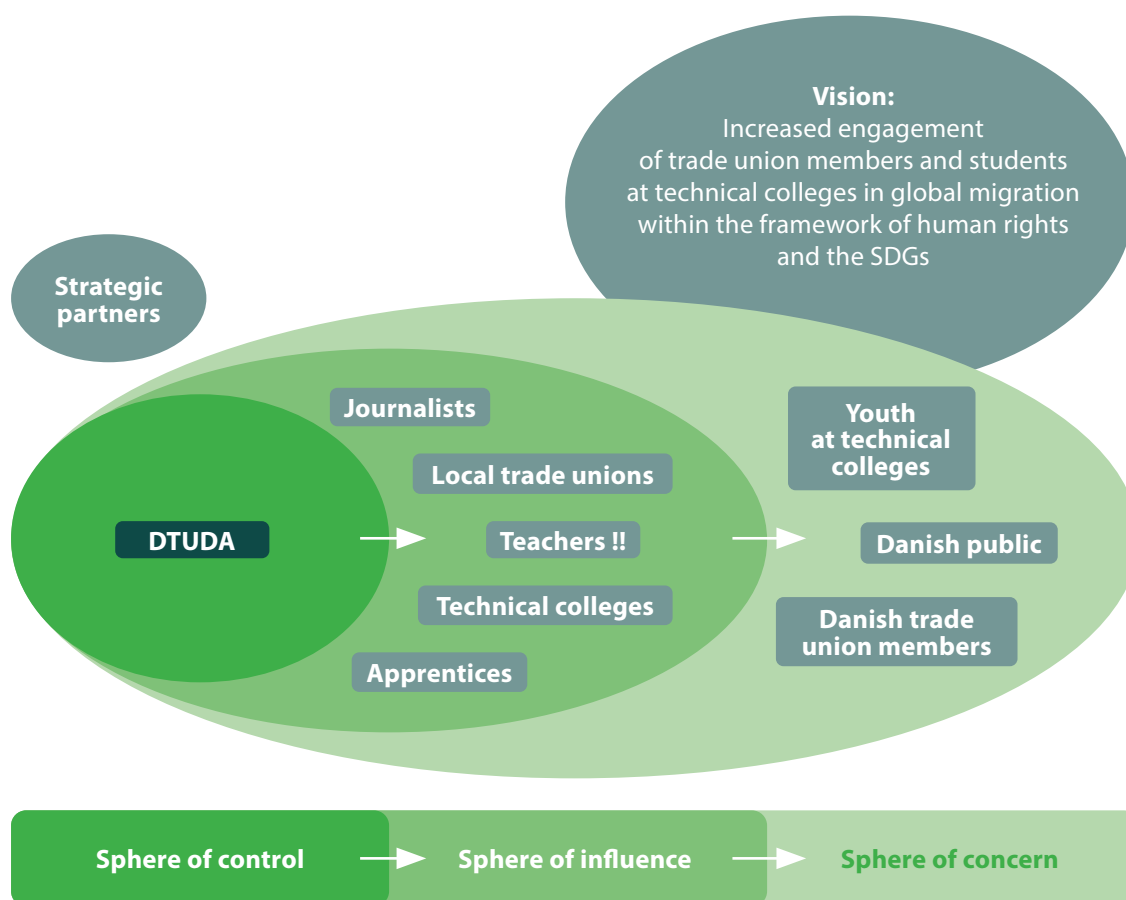 Vision:
Increased engagement
of trade union members and students
at technical colleges in global migration
within the framework of human rights
and the SDGs
Strategic
partners
Journalists
Local trade unions
Teachers !!
Technical colleges
Apprentices
DTUDA
Youth
at technical
colleges
Danish public
Danish trade
union members
Sphere of control
Sphere of influence
Sphere of concern